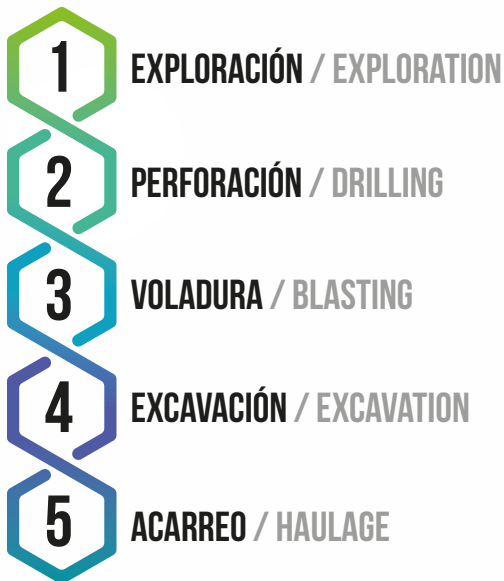 1 EXPLORACIÓN / EXPLORATION
2 PERFORACIÓN / DRILLING
3 VOLADURA / BLASTING
4 EXCAVACIÓN / EXCAVATION
5 ACARREO / HAULAGE